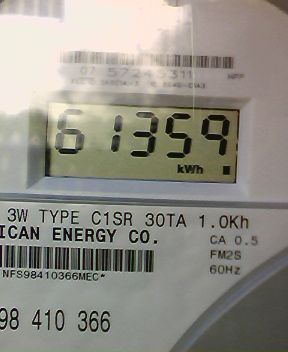 07 57245311
61359
kWh
3W TYPE C1SR 30TA 1.0Kh
ICAN ENERGY CO.
CA 0.5
FM2S
NFS98410366MEC*
60Hz
98 410 366